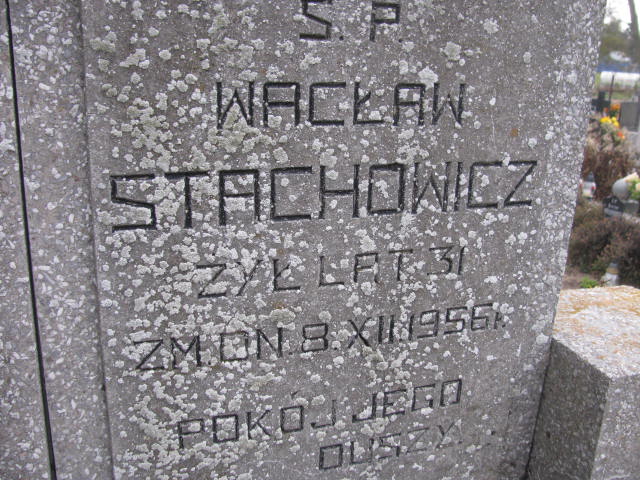 Ś. P.
WACŁAW
STACHOWICZ
ŻYŁ LAT 31
ZM. DN. 8. XII. 1956 r.
POKÓJ JEGO
DUSZY.